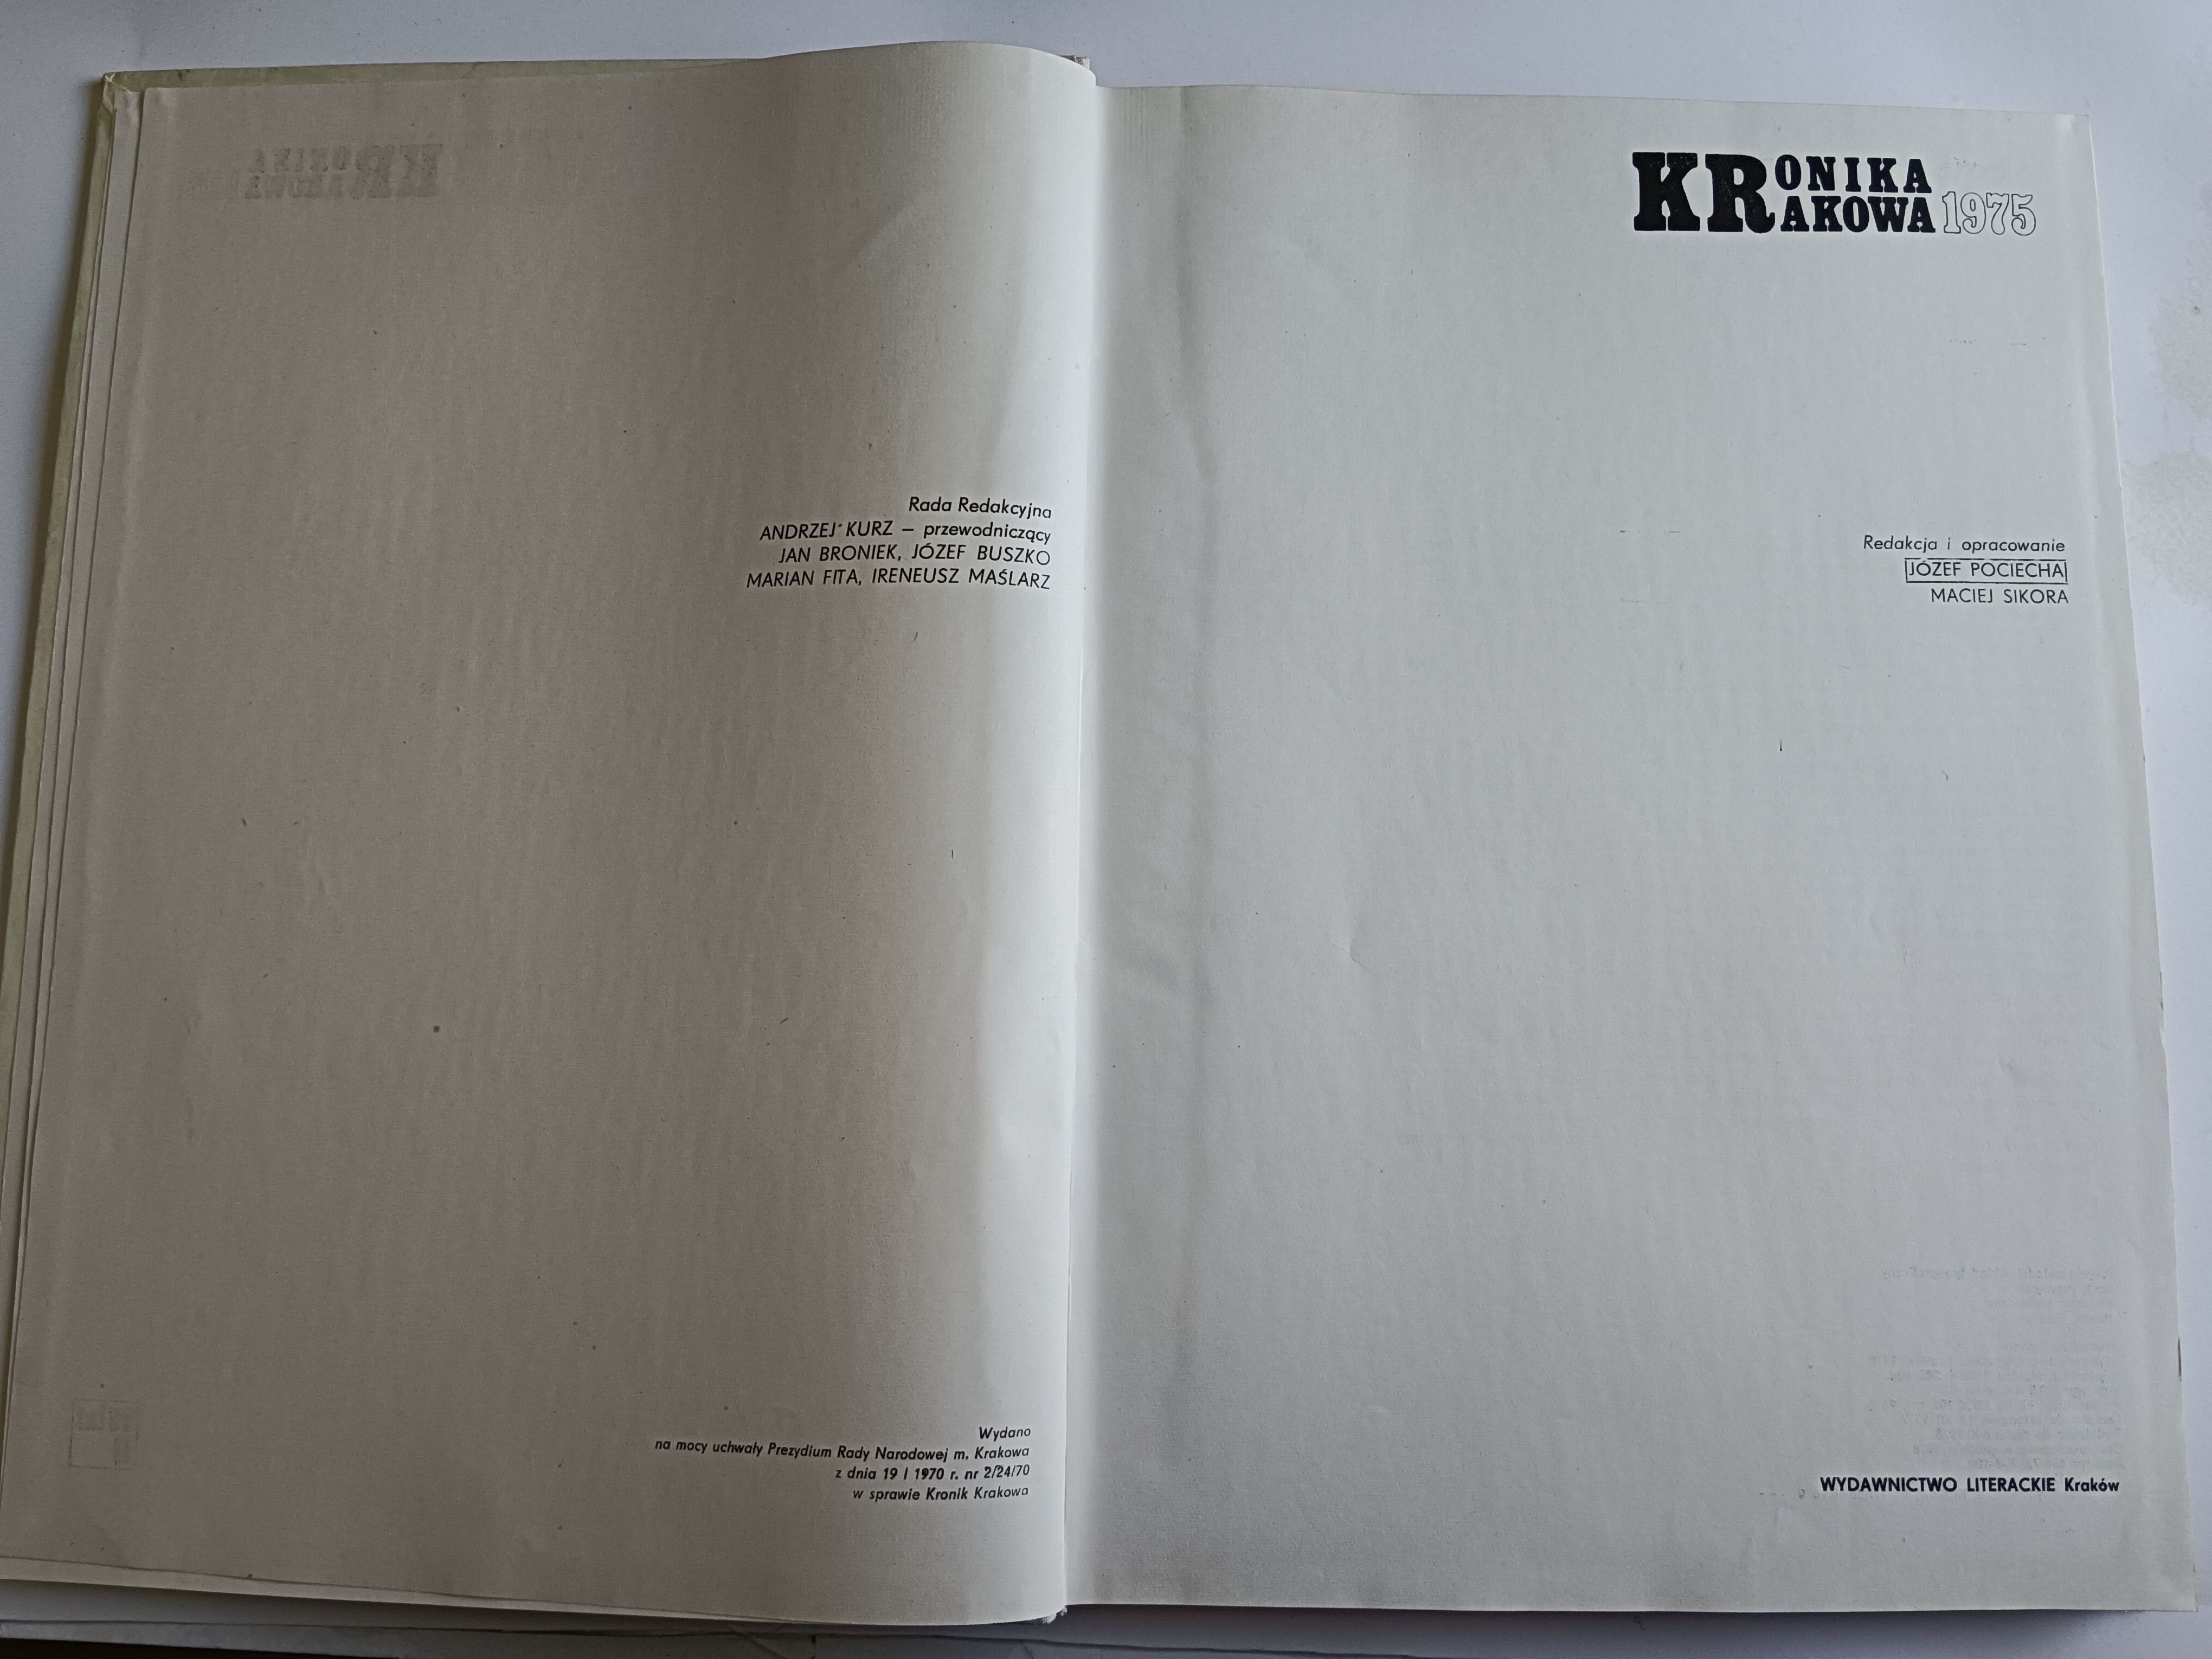 Rada Redakcyjna
ANDRZEJ KURZ – przewodniczący
JAN BRONIEK, JÓZEF BUSZKO
MARIAN FITA, IRENEUSZ MAŚLARZ
Wydano
na mocy uchwały Prezydium Rady Narodowej m. Krakowa
z dnia 19 I 1970 r. nr 2/24/70
w sprawie Kronik Krakowa
KRONIKA
KRAKOWA 1975
Redakcja i opracowanie
JÓZEF POCIECHA
MACIEJ SIKORA
WYDAWNICTWO LITERACKIE Kraków